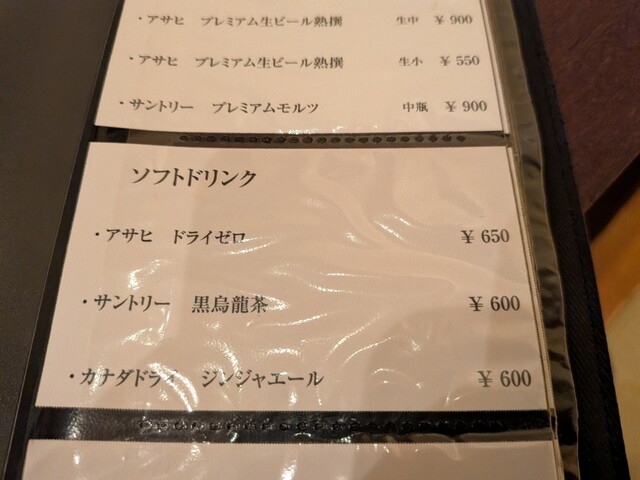 ・アサヒ プレミアム生ビール熟撰 生中 ¥900
・アサヒ プレミアム生ビール熟撰 生小 ¥550
・サントリー プレミアムモルツ 中瓶 ¥900
ソフトドリンク
・アサヒ ドライゼロ ¥650
・サントリー 黒烏龍茶 ¥600
・カナダドライ ジンジャエール ¥600